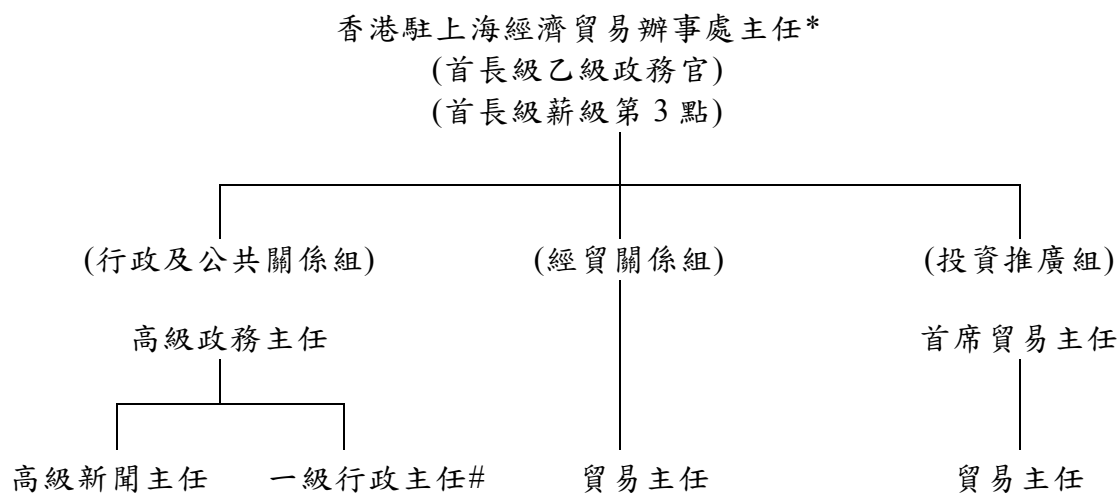 香港駐上海經濟貿易辦事處主任*
(首長級乙級政務官)
(首長級薪級第 3 點)
(行政及公共關係組)
(經貿關係組)
(投資推廣組)
高級政務主任
首席貿易主任
高級新聞主任
一級行政主任#
貿易主任
貿易主任